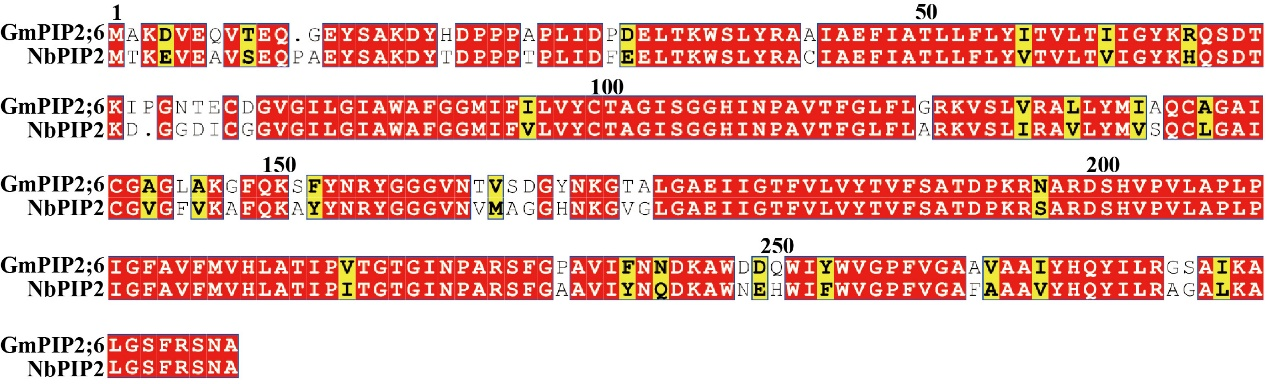 1 50
GmPIP2;6 MAKDVEQVTEQ.GEYSAKDYHDPPPAPLIDPDELTKWSLYRAAIAEFIATLLFLYITVLTIIGYKRQSDT
NbPIP2 MTKEVEAVSEQPAEYSAKDYTDPPPTPLIDFEELTKWSLYRACIAEFIATLLFLYVTVLTVIGYKHQSDT
100
GmPIP2;6 KIPGNTECDGVGILGIAWAFGGMIFILVYCTAGISGGHINPAVTFGLFLGRKVSLVRALLYMIAQCAGAI
NbPIP2 KD.GGDICGGVGILGIAWAFGGMIFVLVYCTAGISGGHINPAVTFGLFLARKVSLIRAVLYMVSQCLGAI
150 200
GmPIP2;6 CGAGLAKGFQKSFYNRYGGGVNTVSDGYNKGTALGAEIIGTFVLVYTVFSATDPKRNARDSHVPVLAPLP
NbPIP2 CGVGFVKAFQKAYYNRYGGGVNVMAGGHNKGVGLGAEIIGTFVLVYTVFSATDPKRSARDSHVPVLAPLP
250
GmPIP2;6 IGFAVFMVHLATIPVTGTGINPARSFGPAVIFNNDKAWDDQWIYWVGPFVGAAVAAIYHQYILRGSAIKA
NbPIP2 IGFAVFMVHLATIPITGTGINPARSFGAAVIYNQDKAWNEHWIFWVGPFVGAFAAAVYHQYILRAGALKA
GmPIP2;6 LGSFRSNA
NbPIP2 LGSFRSNA